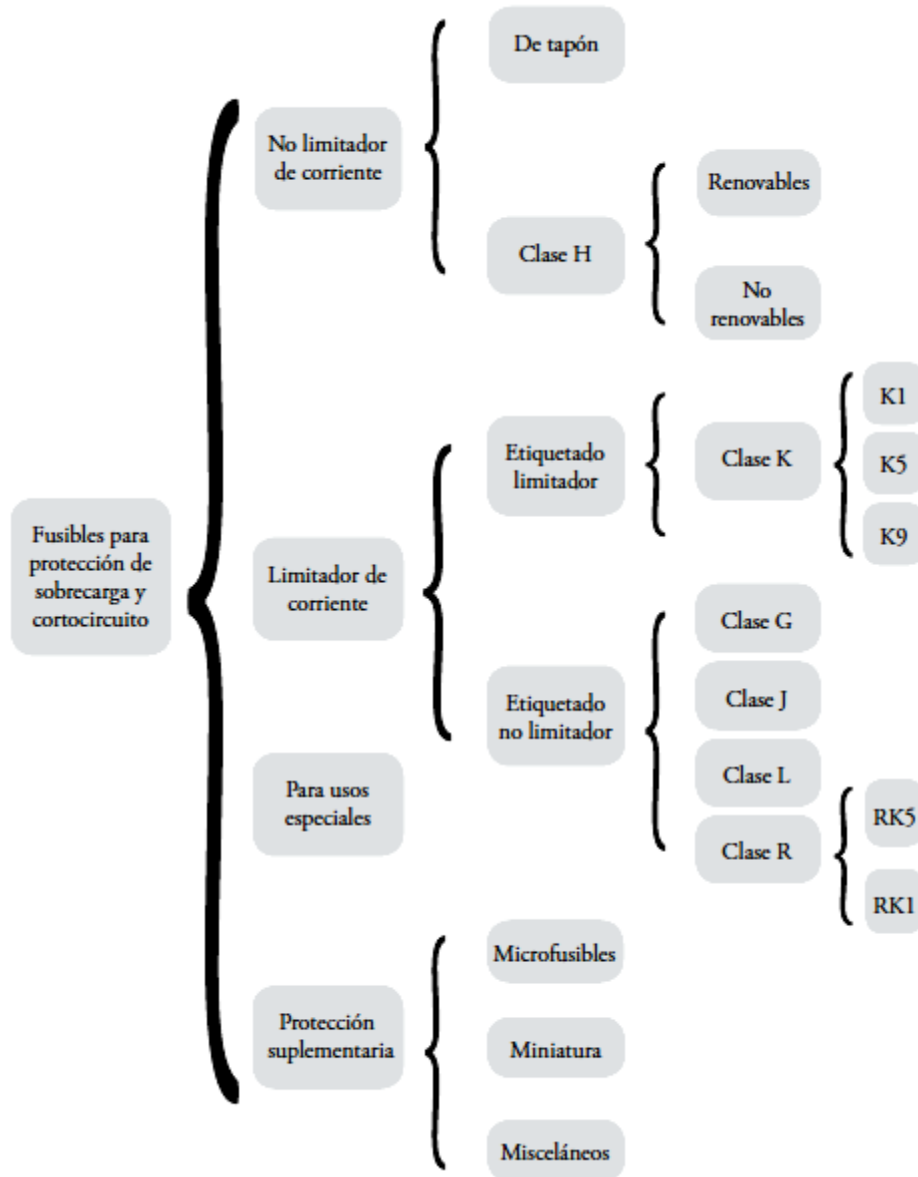 Fusibles para
protección de
sobrecarga y
cortocircuito
No limitador
de corriente
De tapón
Clase H
Renovables
No
renovables
Limitador de
corriente
Etiquetado
limitador
Clase K
K1
K5
K9
Etiquetado
no limitador
Clase G
Clase J
Clase L
Clase R
RK5
RK1
Para usos
especiales
Protección
suplementaria
Microfusibles
Miniatura
Misceláneos